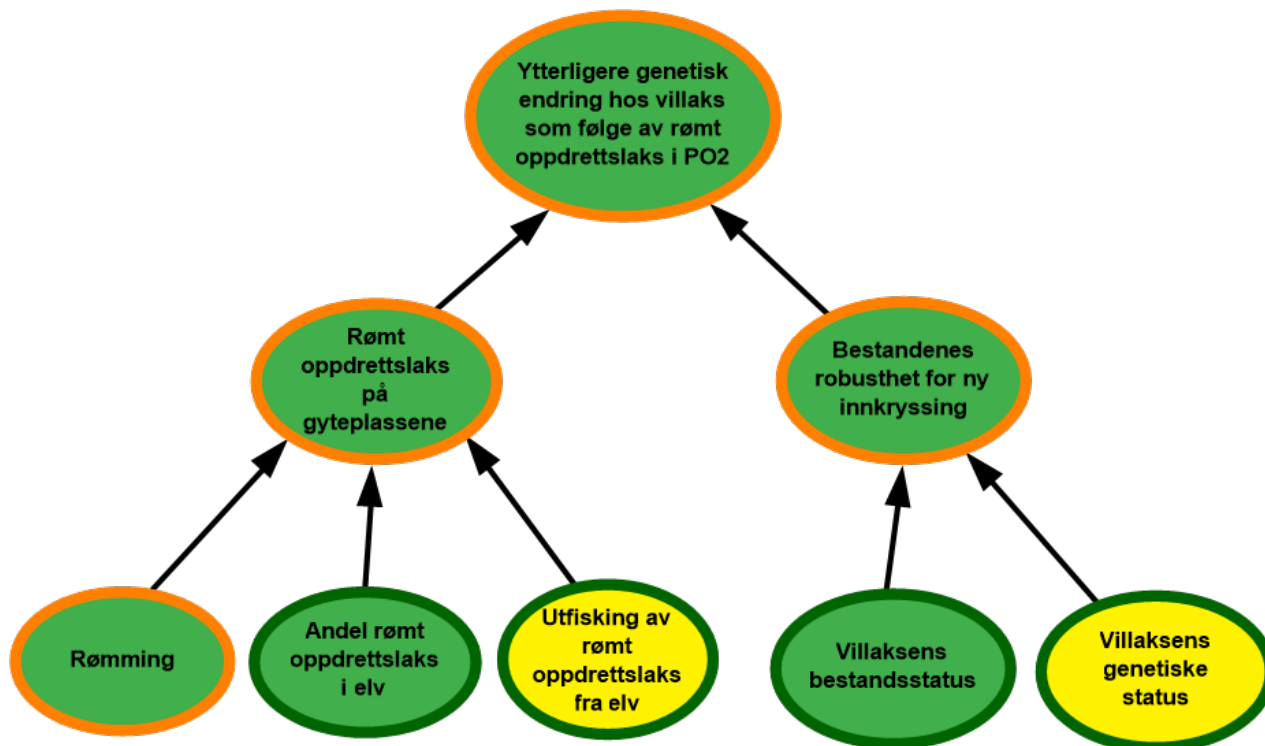 Ytterligere genetisk
endring hos villaks
som følge av rømt
oppdrettslaks i PO2
Rømt
oppdrettslaks
på
gyteplassene
Bestandenes
robusthet for ny
innkryssing
Rømming
Andel rømt
oppdrettslaks
i elv
Utfisking av
rømt
oppdrettslaks
fra elv
Villaksens
bestandsstatus
Villaksens
genetiske
status